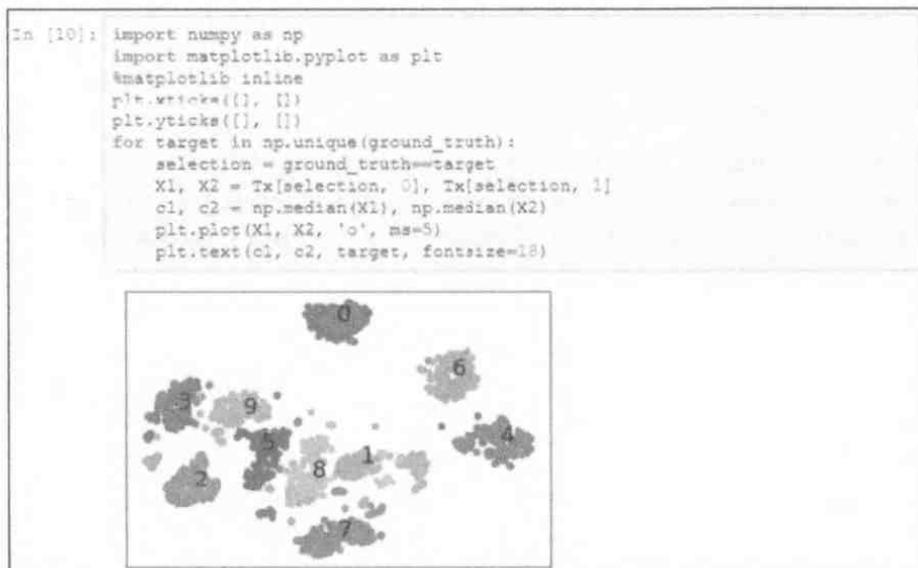 In [10]: import numpy as np
import matplotlib.pyplot as plt
%matplotlib inline
plt.xticks([], [])
plt.yticks([], [])
for target in np.unique(ground_truth):
    selection = ground_truth==target
    X1, X2 = Tx[selection, 0], Tx[selection, 1]
    c1, c2 = np.median(X1), np.median(X2)
    plt.plot(X1, X2, 'o', ms=5)
    plt.text(c1, c2, target, fontsize=18)
0
6
3
9
4
5
1
8
2
7